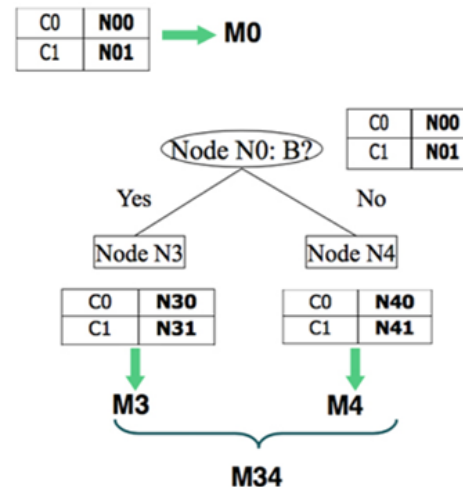 C0 N00
C1 N01
M0
Node N0: B?
C0 N00
C1 N01
Yes No
Node N3 Node N4
C0 N30 C0 N40
C1 N31 C1 N41
M3 M4
M34